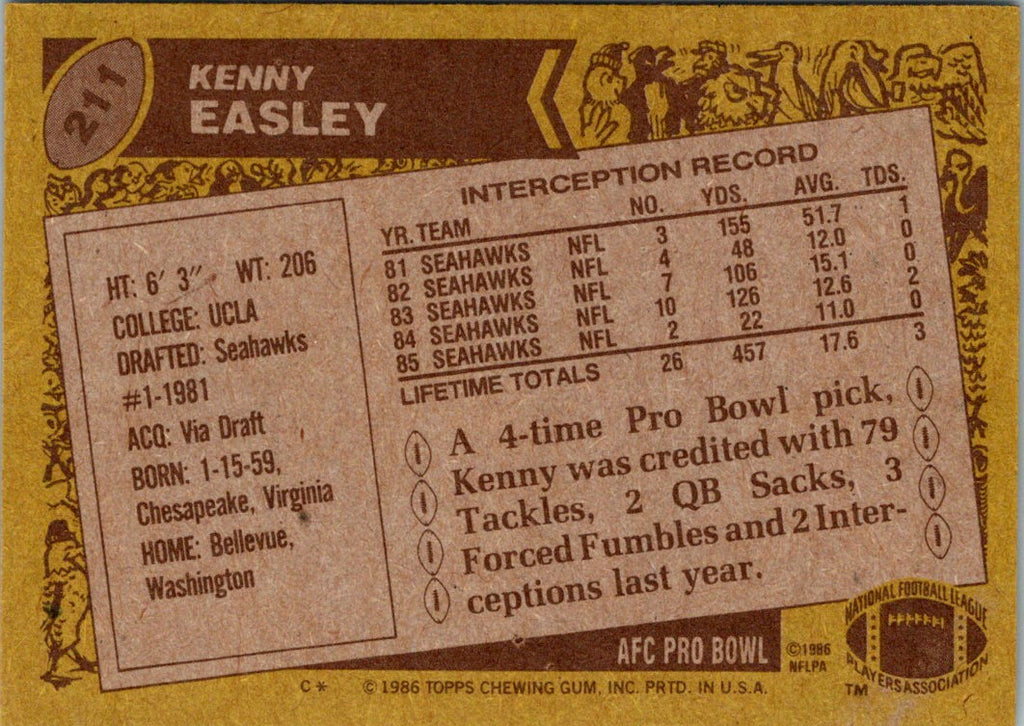 211
KENNY
EASLEY
INTERCEPTION RECORD
YR. TEAM NO. YDS. AVG. TDS.
81 SEAHAWKS NFL 3 155 51.7 1
82 SEAHAWKS NFL 4 48 12.0 0
83 SEAHAWKS NFL 7 106 15.1 0
84 SEAHAWKS NFL 10 126 12.6 2
85 SEAHAWKS NFL 2 22 11.0 0
LIFETIME TOTALS 26 457 17.6 3
HT: 6' 3" WT: 206
COLLEGE: UCLA
DRAFTED: Seahawks
#1-1981
ACQ: Via Draft
BORN: 1-15-59,
Chesapeake, Virginia
HOME: Bellevue,
Washington
A 4-time Pro Bowl pick,
Kenny was credited with 79
Tackles, 2 QB Sacks, 3
Forced Fumbles and 2 Inter-
ceptions last year.
AFC PRO BOWL
©1986
NFLPA
NATIONAL FOOTBALL LEAGUE
PLAYERS ASSOCIATION
TM
C* © 1986 TOPPS CHEWING GUM, INC. PRTD. IN U.S.A.